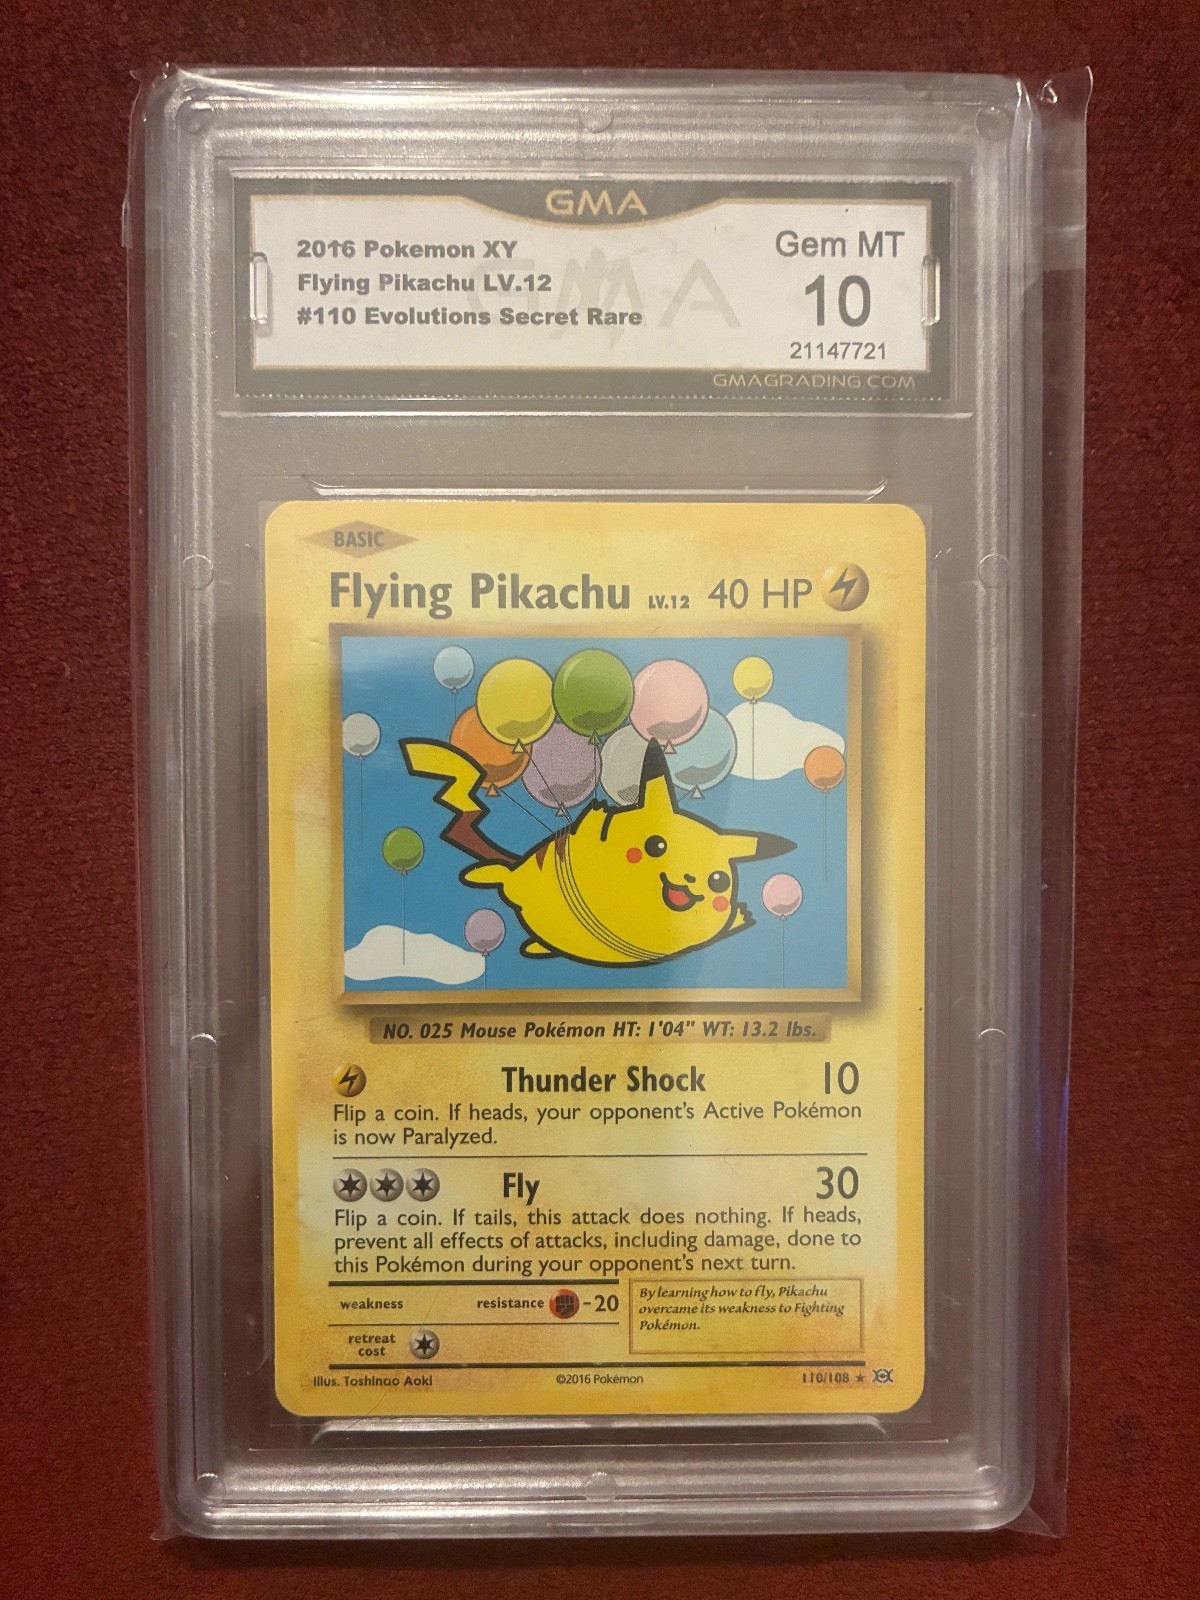 GMA
2016 Pokemon XY
Flying Pikachu LV.12
#110 Evolutions Secret Rare
Gem MT
10
21147721
GMA
GMAGRADING.COM
BASIC
Flying Pikachu LV.12 40 HP
NO. 025 Mouse Pokémon HT: 1'04" WT: 13.2 lbs.
Thunder Shock 10
Flip a coin. If heads, your opponent's Active Pokémon
is now Paralyzed.
Fly 30
Flip a coin. If tails, this attack does nothing. If heads,
prevent all effects of attacks, including damage, done to
this Pokémon during your opponent's next turn.
weakness resistance -20
retreat
cost
By learning how to fly, Pikachu
overcame its weakness to Fighting
Pokémon.
Illus. Toshinao Aoki ©2016 Pokémon 110/108 ★